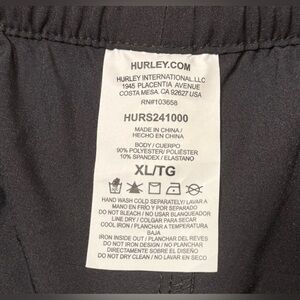 HURLEY.COM
HURLEY INTERNATIONAL,LLC
1945 PLACENTIA AVENUE
COSTA MESA. CA 92627 USA
RN#103658
HURS241000
MADE IN CHINA /
HECHO EN CHINA
BODY / CUERPO
90% POLYESTER/ POLIÉSTER
10% SPANDEX / ELASTANO
XL/TG
HAND WASH COLD SEPARATELY/ LAVAR A
MANO EN FRÍO Y POR SEPARADO
DO NOT BLEACH / NO USAR BLANQUEADOR
LINE DRY / COLGAR PARA SECAR
COOL IRON / PLANCHAR A TEMPERATURA
BAJA
IRON INSIDE OUT / PLANCHAR DEL REVES
DO NOT IRON DESIGN / NO PLANCHAR
DIRECTAMENTE SOBRE EL DISEÑO
DO NOT DRY CLEAN / NO LAVAR EN SECO